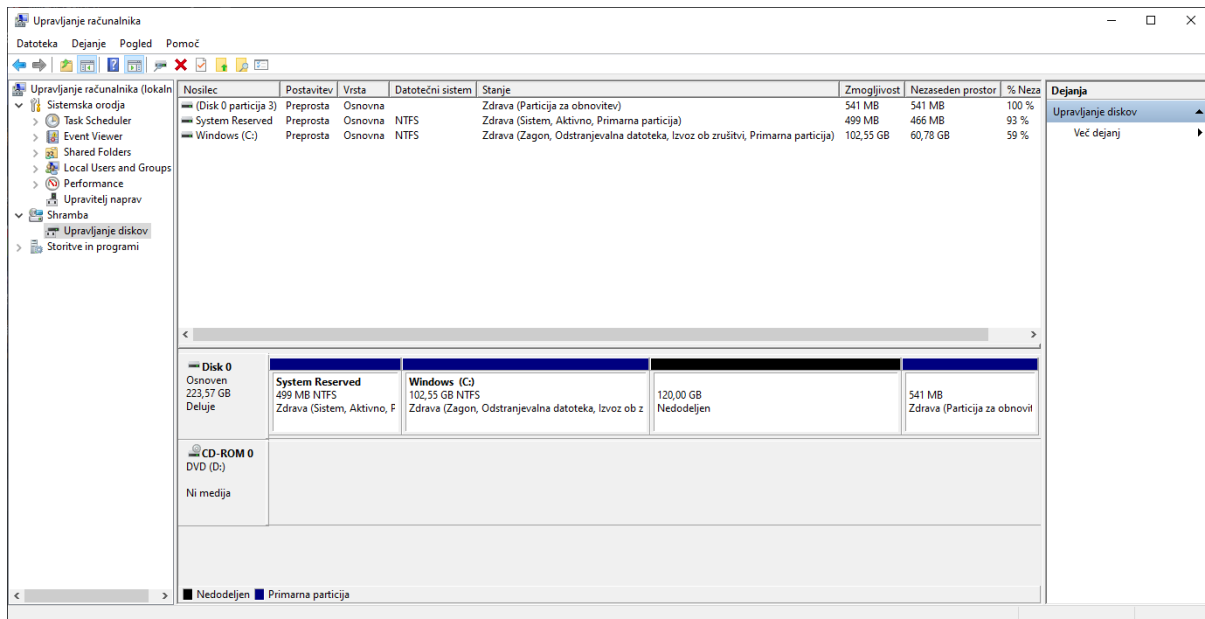 Upravljanje računalnika
Datoteka Dejanje Pogled Pomoč
Upravljanje računalnika (lokaln
Sistemska orodja
Task Scheduler
Event Viewer
Shared Folders
Local Users and Groups
Performance
Upravitelj naprav
Shramba
Upravljanje diskov
Storitve in programi
Nosilec Postavitev Vrsta Datotečni sistem Stanje Zmogljivost Nezaseden prostor % Neza
(Disk 0 particija 3) Preprosta Osnovna Zdrava (Particija za obnovitev) 541 MB 541 MB 100 %
System Reserved Preprosta Osnovna NTFS Zdrava (Sistem, Aktivno, Primarna particija) 499 MB 466 MB 93 %
Windows (C:) Preprosta Osnovna NTFS Zdrava (Zagon, Odstranjevalna datoteka, Izvoz ob zrušitvi, Primarna particija) 102,55 GB 60,78 GB 59 %
Disk 0
Osnoven
223,57 GB
Deluje
System Reserved
499 MB NTFS
Zdrava (Sistem, Aktivno, P
Windows (C:)
102,55 GB NTFS
Zdrava (Zagon, Odstranjevalna datoteka, Izvoz ob z
120,00 GB
Nedodeljen
541 MB
Zdrava (Particija za obnovit
CD-ROM 0
DVD (D:)
Ni medija
Nedodeljen Primarna particija
Dejanja
Upravljanje diskov
Več dejanj